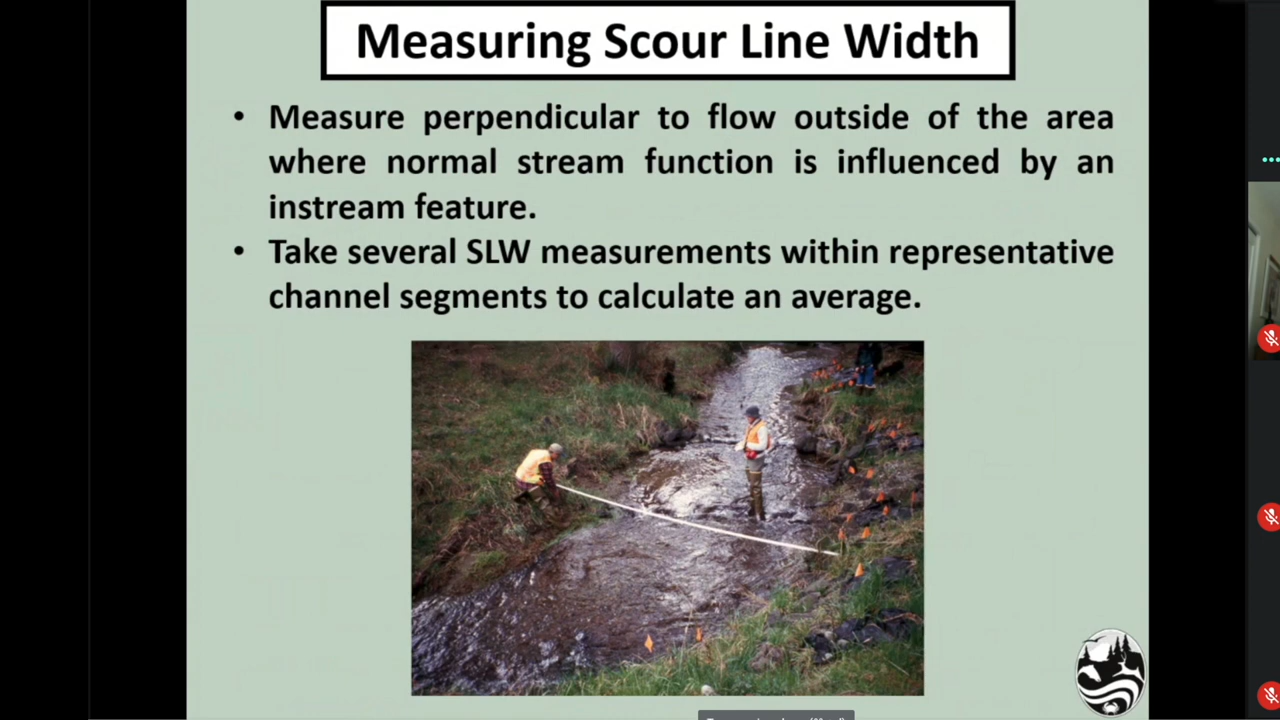 Measuring Scour Line Width
• Measure perpendicular to flow outside of the area
where normal stream function is influenced by an
instream feature.
• Take several SLW measurements within representative
channel segments to calculate an average.